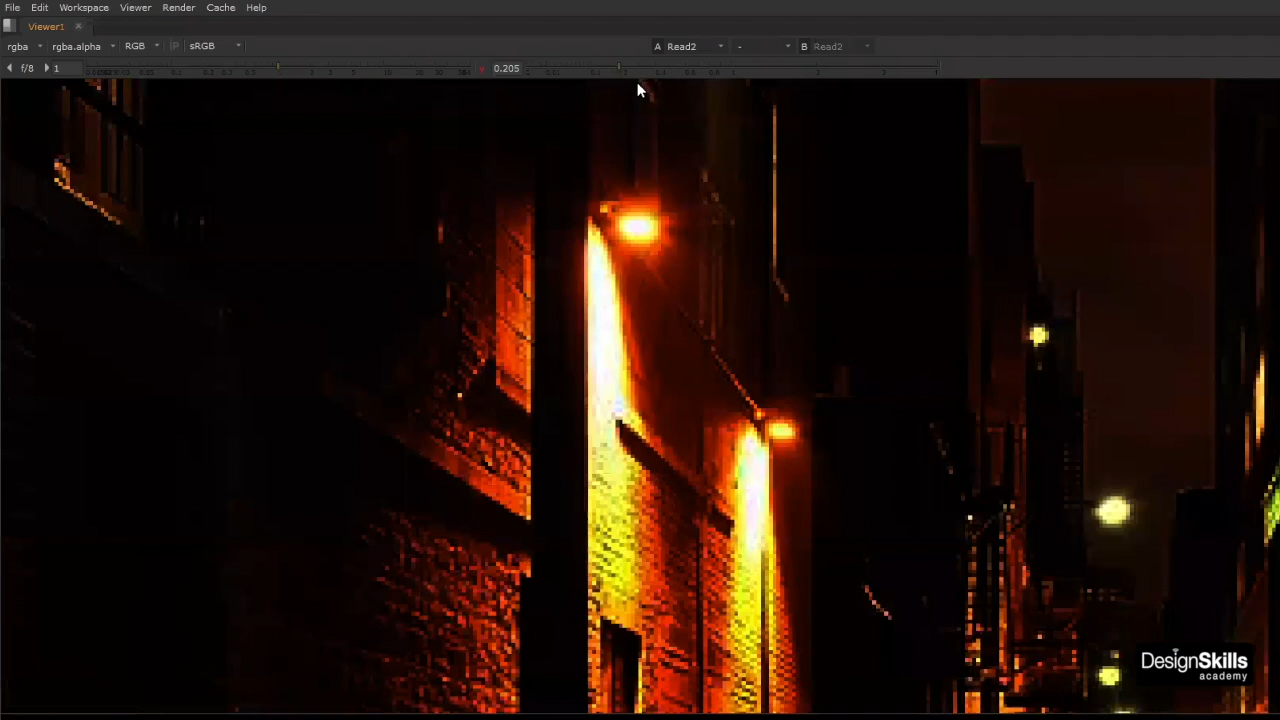 File Edit Workspace Viewer Render Cache Help
Viewer1
rgba rgba.alpha RGB IP sRGB A Read2 - B Read2
f/8 1 0.205
DesignSkills
academy